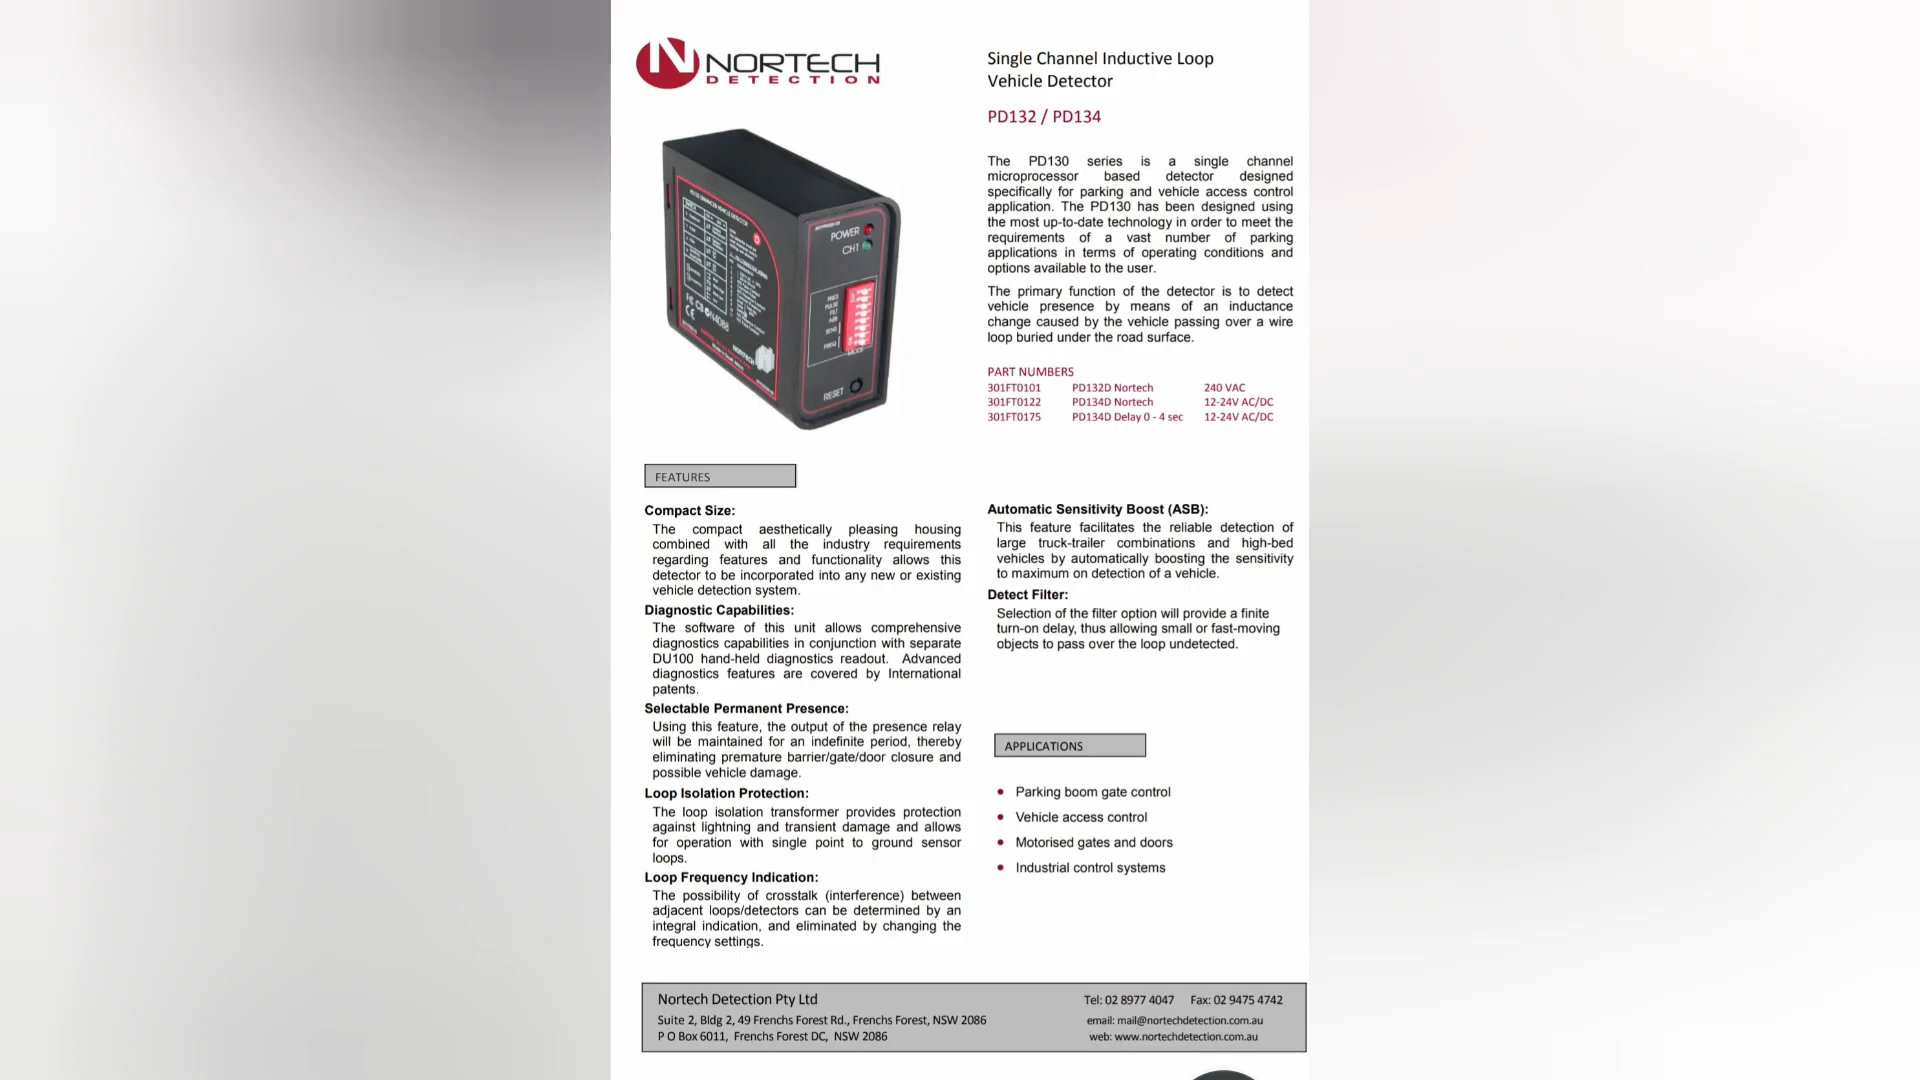 NORTECH
DETECTION
Single Channel Inductive Loop
Vehicle Detector
PD132 / PD134
The PD130 series is a single channel
microprocessor based detector designed
specifically for parking and vehicle access control
application. The PD130 has been designed using
the most up-to-date technology in order to meet the
requirements of a vast number of parking
applications in terms of operating conditions and
options available to the user.
The primary function of the detector is to detect
vehicle presence by means of an inductance
change caused by the vehicle passing over a wire
loop buried under the road surface.
PART NUMBERS
301FT0101 PD132D Nortech 240 VAC
301FT0122 PD134D Nortech 12-24V AC/DC
301FT0175 PD134D Delay 0 - 4 sec 12-24V AC/DC
POWER
CH1
PRES
PULSE
FILT
ASB
SENS
FREQ
MODE
RESET
NORTECH
FEATURES
Compact Size:
The compact aesthetically pleasing housing
combined with all the industry requirements
regarding features and functionality allows this
detector to be incorporated into any new or existing
vehicle detection system.
Diagnostic Capabilities:
The software of this unit allows comprehensive
diagnostics capabilities in conjunction with separate
DU100 hand-held diagnostics readout. Advanced
diagnostics features are covered by International
patents.
Selectable Permanent Presence:
Using this feature, the output of the presence relay
will be maintained for an indefinite period, thereby
eliminating premature barrier/gate/door closure and
possible vehicle damage.
Loop Isolation Protection:
The loop isolation transformer provides protection
against lightning and transient damage and allows
for operation with single point to ground sensor
loops.
Loop Frequency Indication:
The possibility of crosstalk (interference) between
adjacent loops/detectors can be determined by an
integral indication, and eliminated by changing the
frequency settings.
Automatic Sensitivity Boost (ASB):
This feature facilitates the reliable detection of
large truck-trailer combinations and high-bed
vehicles by automatically boosting the sensitivity
to maximum on detection of a vehicle.
Detect Filter:
Selection of the filter option will provide a finite
turn-on delay, thus allowing small or fast-moving
objects to pass over the loop undetected.
APPLICATIONS
Parking boom gate control
Vehicle access control
Motorised gates and doors
Industrial control systems
Nortech Detection Pty Ltd
Suite 2, Bldg 2, 49 Frenchs Forest Rd., Frenchs Forest, NSW 2086
P O Box 6011, Frenchs Forest DC, NSW 2086
Tel: 02 8977 4047 Fax: 02 9475 4742
email: mail@nortechdetection.com.au
web: www.nortechdetection.com.au